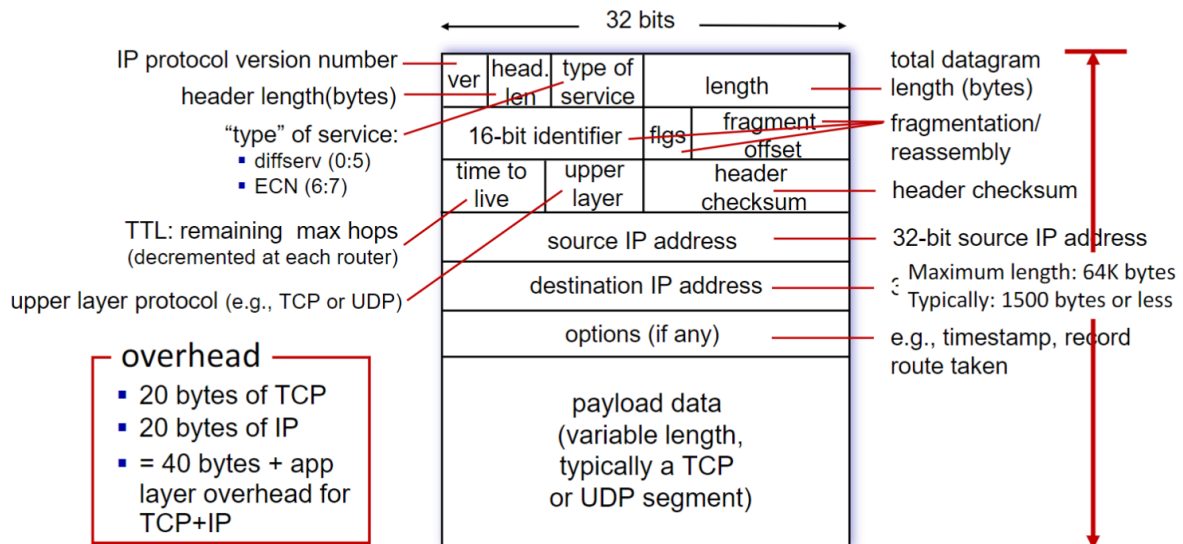 32 bits
IP protocol version number
header length(bytes)
“type” of service:
▪ diffserv (0:5)
▪ ECN (6:7)
TTL: remaining max hops
(decremented at each router)
upper layer protocol (e.g., TCP or UDP)
overhead
▪ 20 bytes of TCP
▪ 20 bytes of IP
▪ = 40 bytes + app
layer overhead for
TCP+IP
ver
head.
len
type of
service
length
16-bit identifier
flgs
fragment
offset
time to
live
upper
layer
header
checksum
source IP address
destination IP address
options (if any)
payload data
(variable length,
typically a TCP
or UDP segment)
total datagram
length (bytes)
fragmentation/
reassembly
header checksum
32-bit source IP address
Maximum length: 64K bytes
Typically: 1500 bytes or less
e.g., timestamp, record
route taken